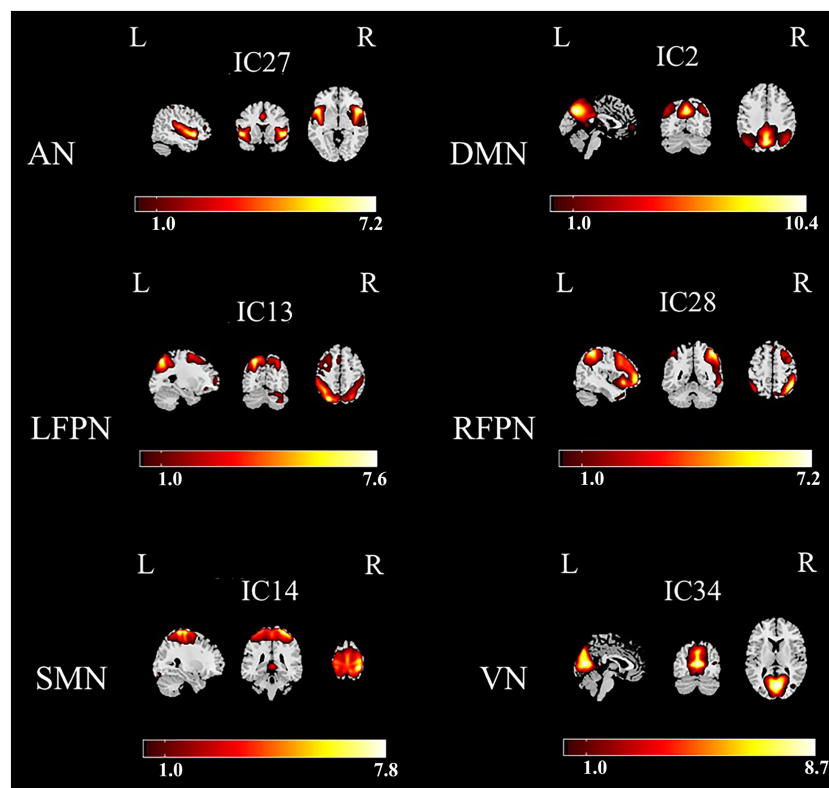 L R
IC27
AN
1.0 7.2
L R
IC2
DMN
1.0 10.4
L R
IC13
LFPN
1.0 7.6
L R
IC28
RFPN
1.0 7.2
L R
IC14
SMN
1.0 7.8
L R
IC34
VN
1.0 8.7